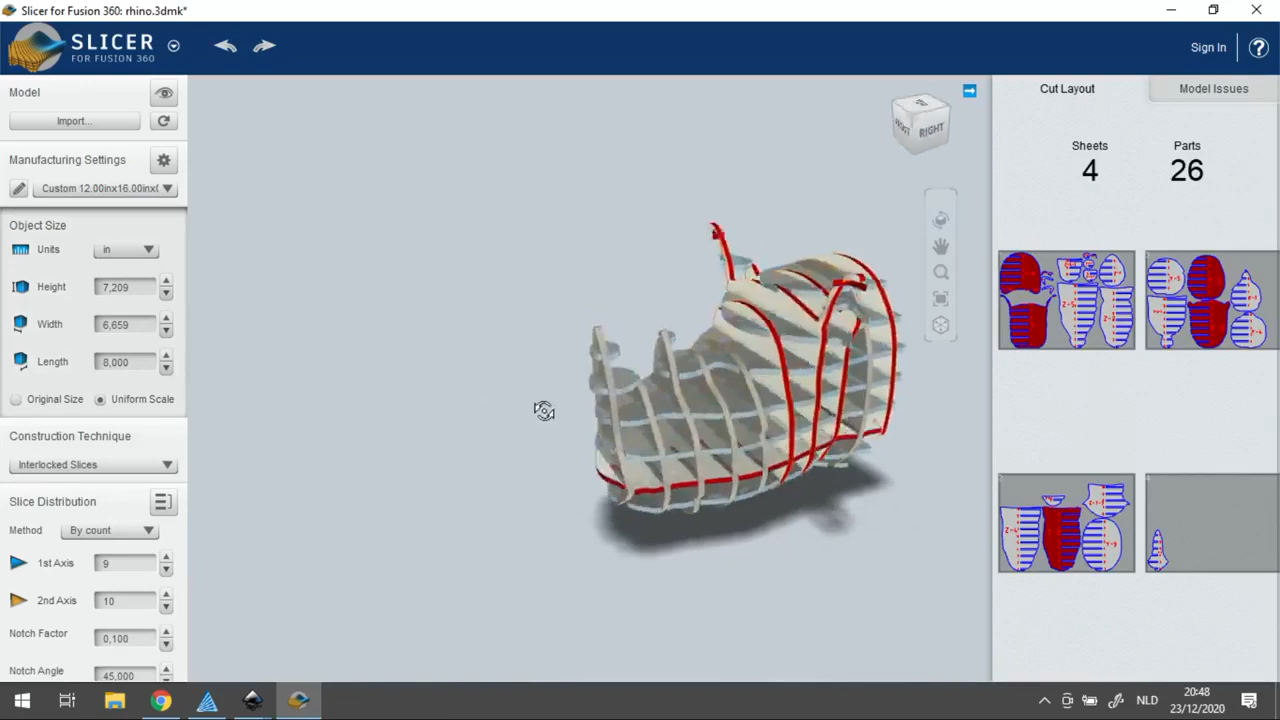 Slicer for Fusion 360: rhino.3dmk*
SLICER
FOR FUSION 360
Sign In
?
Model
Import...
Manufacturing Settings
Custom 12.00inx16.00inx(
Object Size
Units in
Height 7,209
Width 6,659
Length 8,000
Original Size Uniform Scale
Construction Technique
Interlocked Slices
Slice Distribution
Method By count
1st Axis 9
2nd Axis 10
Notch Factor 0,100
Notch Angle 45,000
RIGHT
Cut Layout
Model Issues
Sheets Parts
4 26
NLD
20:48
23/12/2020